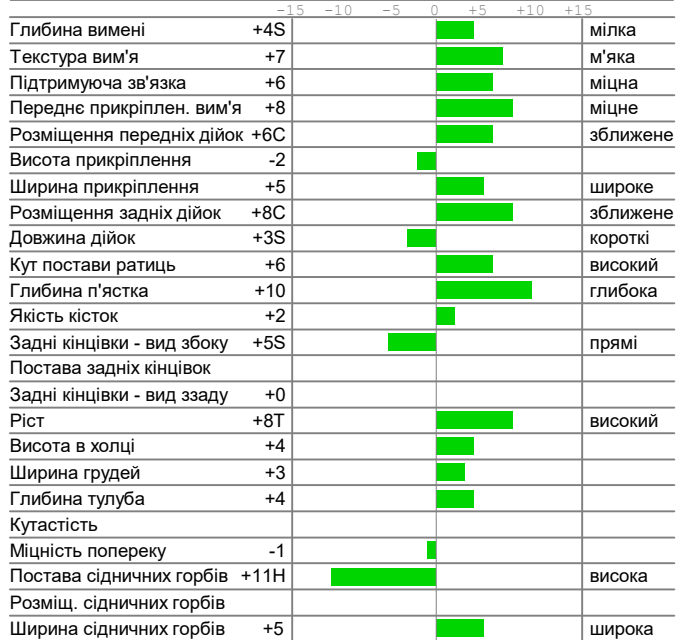 -15 -10 -5 0 +5 +10 +15
Глибина вимені +4S мілка
Текстура вим'я +7 м'яка
Підтримуюча зв'язка +6 міцна
Переднє прикріплен. вим'я +8 міцне
Розміщення передніх дійок +6C зближене
Висота прикріплення -2
Ширина прикріплення +5 широке
Розміщення задніх дійок +8C зближене
Довжина дійок +3S короткі
Кут постави ратиць +6 високий
Глибина п'ястка +10 глибока
Якість кісток +2
Задні кінцівки - вид збоку +5S прямі
Постава задніх кінцівок
Задні кінцівки - вид ззаду +0
Ріст +8T високий
Висота в холці +4
Ширина грудей +3
Глибина тулуба +4
Кутастість
Міцність попереку -1
Постава сідничних горбів +11H висока
Розміщ. сідничних горбів
Ширина сідничних горбів +5 широка